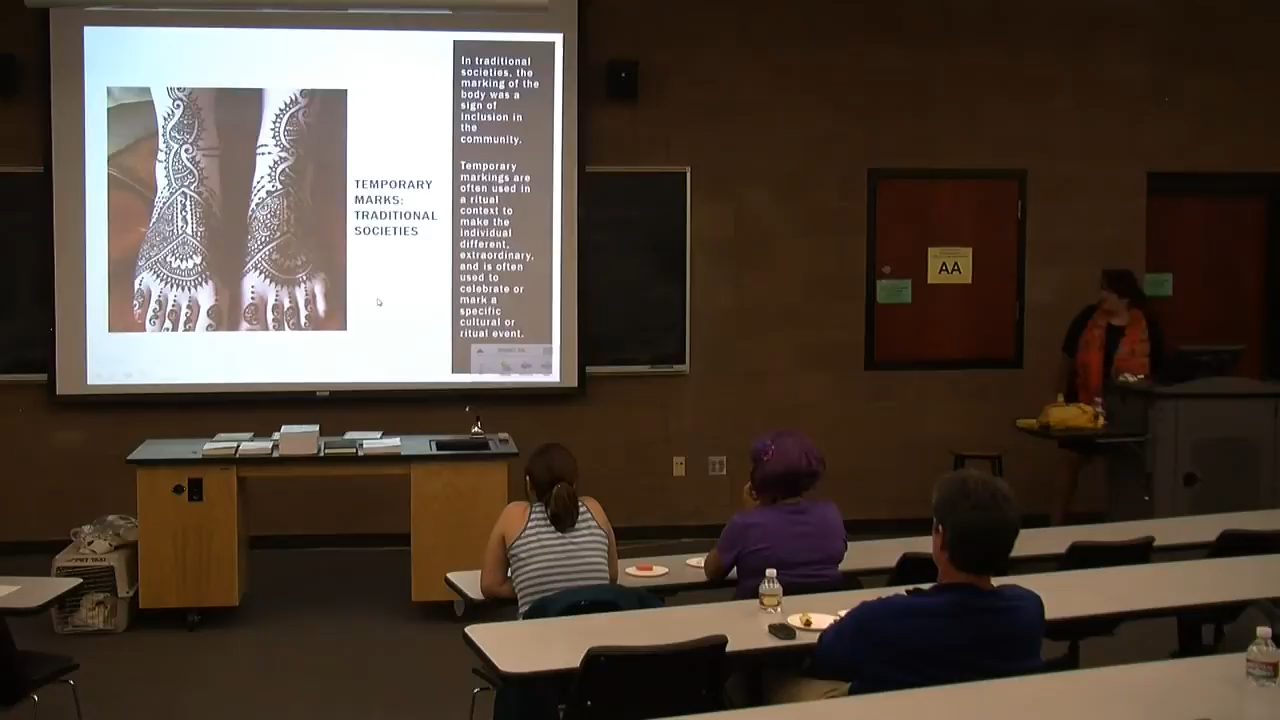 TEMPORARY
MARKS:
TRADITIONAL
SOCIETIES
In traditional
societies, the
marking of the
body was a
sign of
inclusion in
the
community.
Temporary
markings are
often used in
a ritual
context to
make the
individual
different,
extraordinary,
and is often
used to
celebrate or
mark a
specific
cultural or
ritual event.
AA
PET TAXI